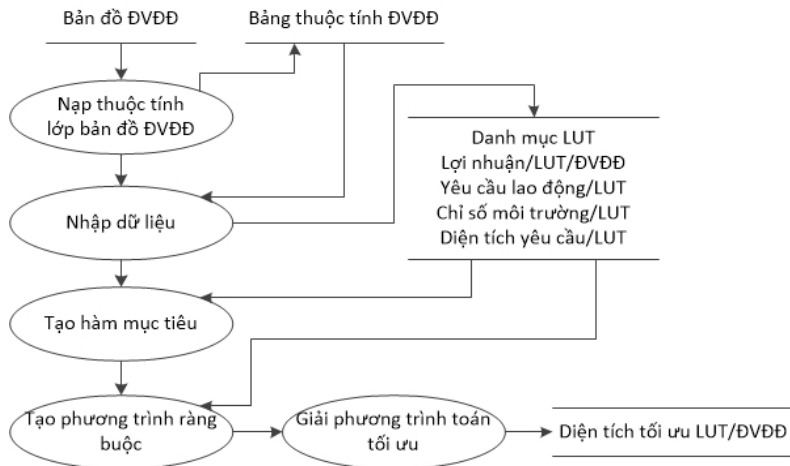 Bản đồ ĐVĐĐ
Bảng thuộc tính ĐVĐĐ
Nạp thuộc tính
lớp bản đồ ĐVĐĐ
Danh mục LUT
Lợi nhuận/LUT/ĐVĐĐ
Yêu cầu lao động/LUT
Chỉ số môi trường/LUT
Diện tích yêu cầu/LUT
Nhập dữ liệu
Tạo hàm mục tiêu
Tạo phương trình ràng
buộc
Giải phương trình toán
tối ưu
Diện tích tối ưu LUT/ĐVĐĐ